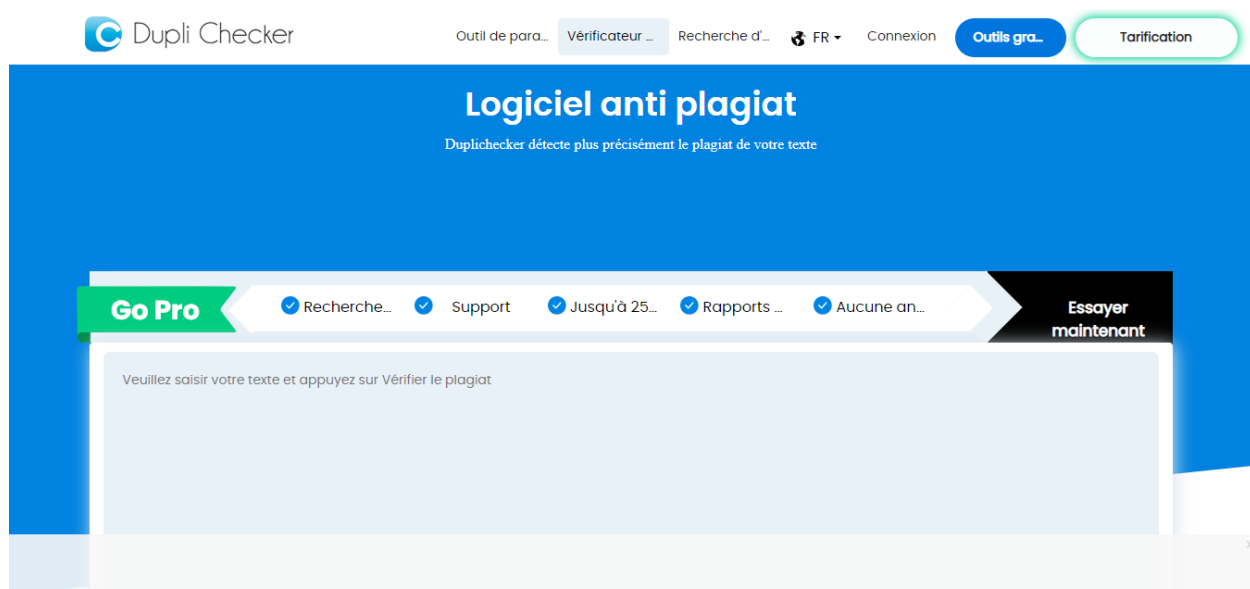 Dupli Checker
Outil de para... Vérificateur ... Recherche d'... FR Connexion Outils gra... Tarification
Logiciel anti plagiat
Duplichecker détecte plus précisément le plagiat de votre texte
Go Pro Recherche... Support Jusqu'à 25... Rapports ... Aucune an... Essayer
maintenant
Veuillez saisir votre texte et appuyez sur Vérifier le plagiat